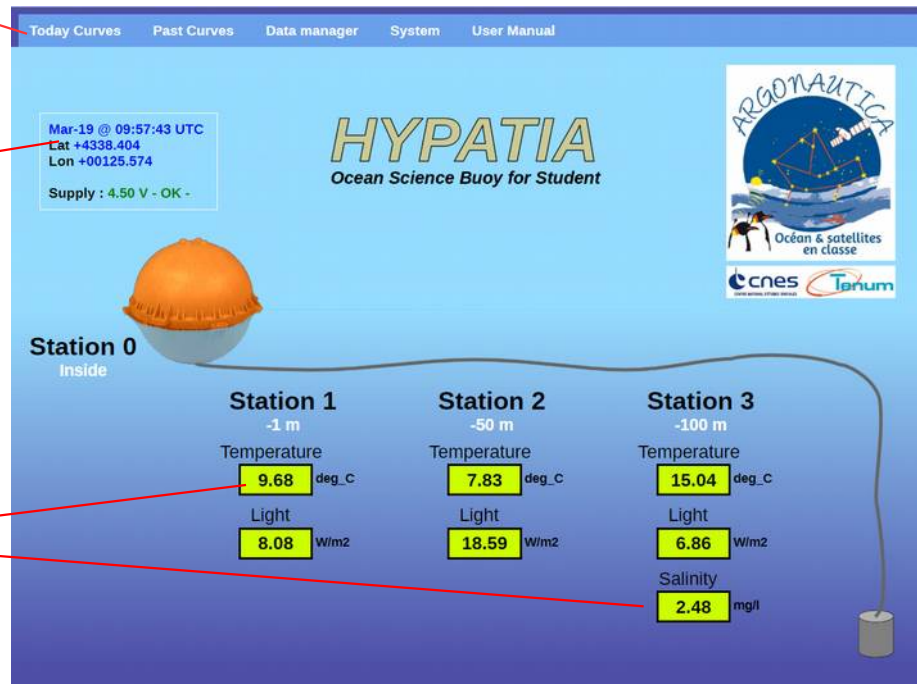 Today Curves Past Curves Data manager System User Manual
Mar-19 @ 09:57:43 UTC
Lat +4338.404
Lon +00125.574
Supply : 4.50 V - OK -
HYPATIA
Ocean Science Buoy for Student
ARGONAUTICA
Océan & satellites
en classe
cnes
Tenum
Station 0
Inside
Station 1
-1 m
Temperature
9.68 deg_C
Light
8.08 W/m2
Station 2
-50 m
Temperature
7.83 deg_C
Light
18.59 W/m2
Station 3
-100 m
Temperature
15.04 deg_C
Light
6.86 W/m2
Salinity
2.48 mg/l